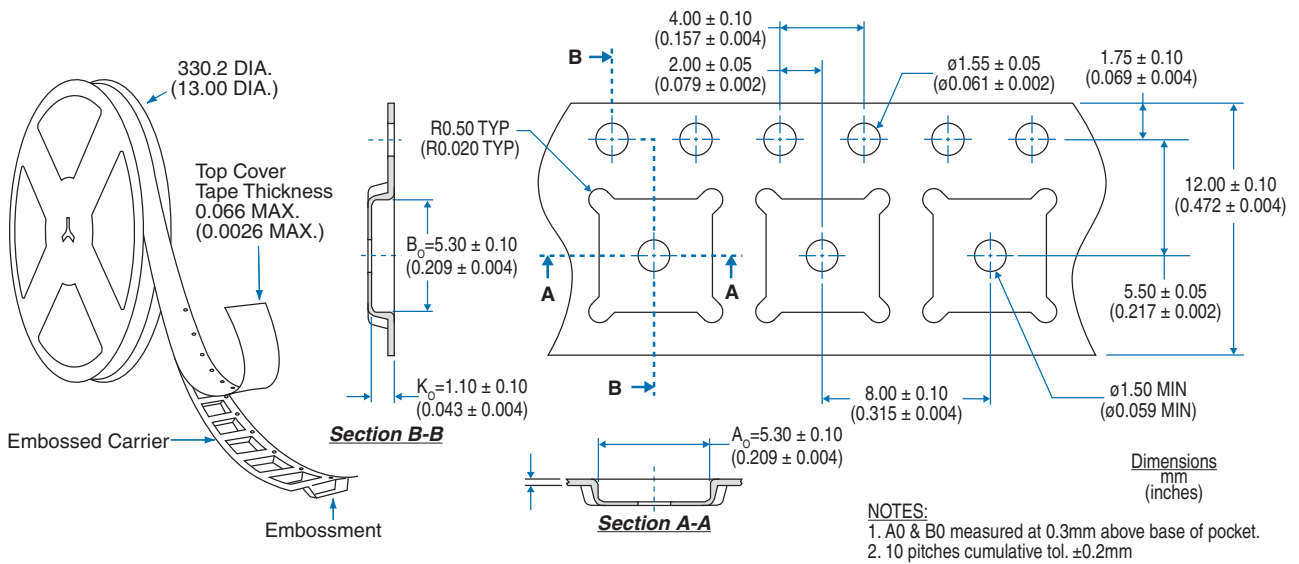 330.2 DIA.
(13.00 DIA.)
Top Cover
Tape Thickness
0.066 MAX.
(0.0026 MAX.)
Embossed Carrier
Embossment
B₀=5.30 ± 0.10
(0.209 ± 0.004)
K₀=1.10 ± 0.10
(0.043 ± 0.004)
Section B-B
4.00 ± 0.10
(0.157 ± 0.004)
B
2.00 ± 0.05
(0.079 ± 0.002)
ø1.55 ± 0.05
(ø0.061 ± 0.002)
1.75 ± 0.10
(0.069 ± 0.004)
R0.50 TYP
(R0.020 TYP)
12.00 ± 0.10
(0.472 ± 0.004)
A
A
5.50 ± 0.05
(0.217 ± 0.002)
B
8.00 ± 0.10
(0.315 ± 0.004)
ø1.50 MIN
(ø0.059 MIN)
A₀=5.30 ± 0.10
(0.209 ± 0.004)
Section A-A
Dimensions
mm
(inches)
NOTES:
1. A0 & B0 measured at 0.3mm above base of pocket.
2. 10 pitches cumulative tol. ±0.2mm